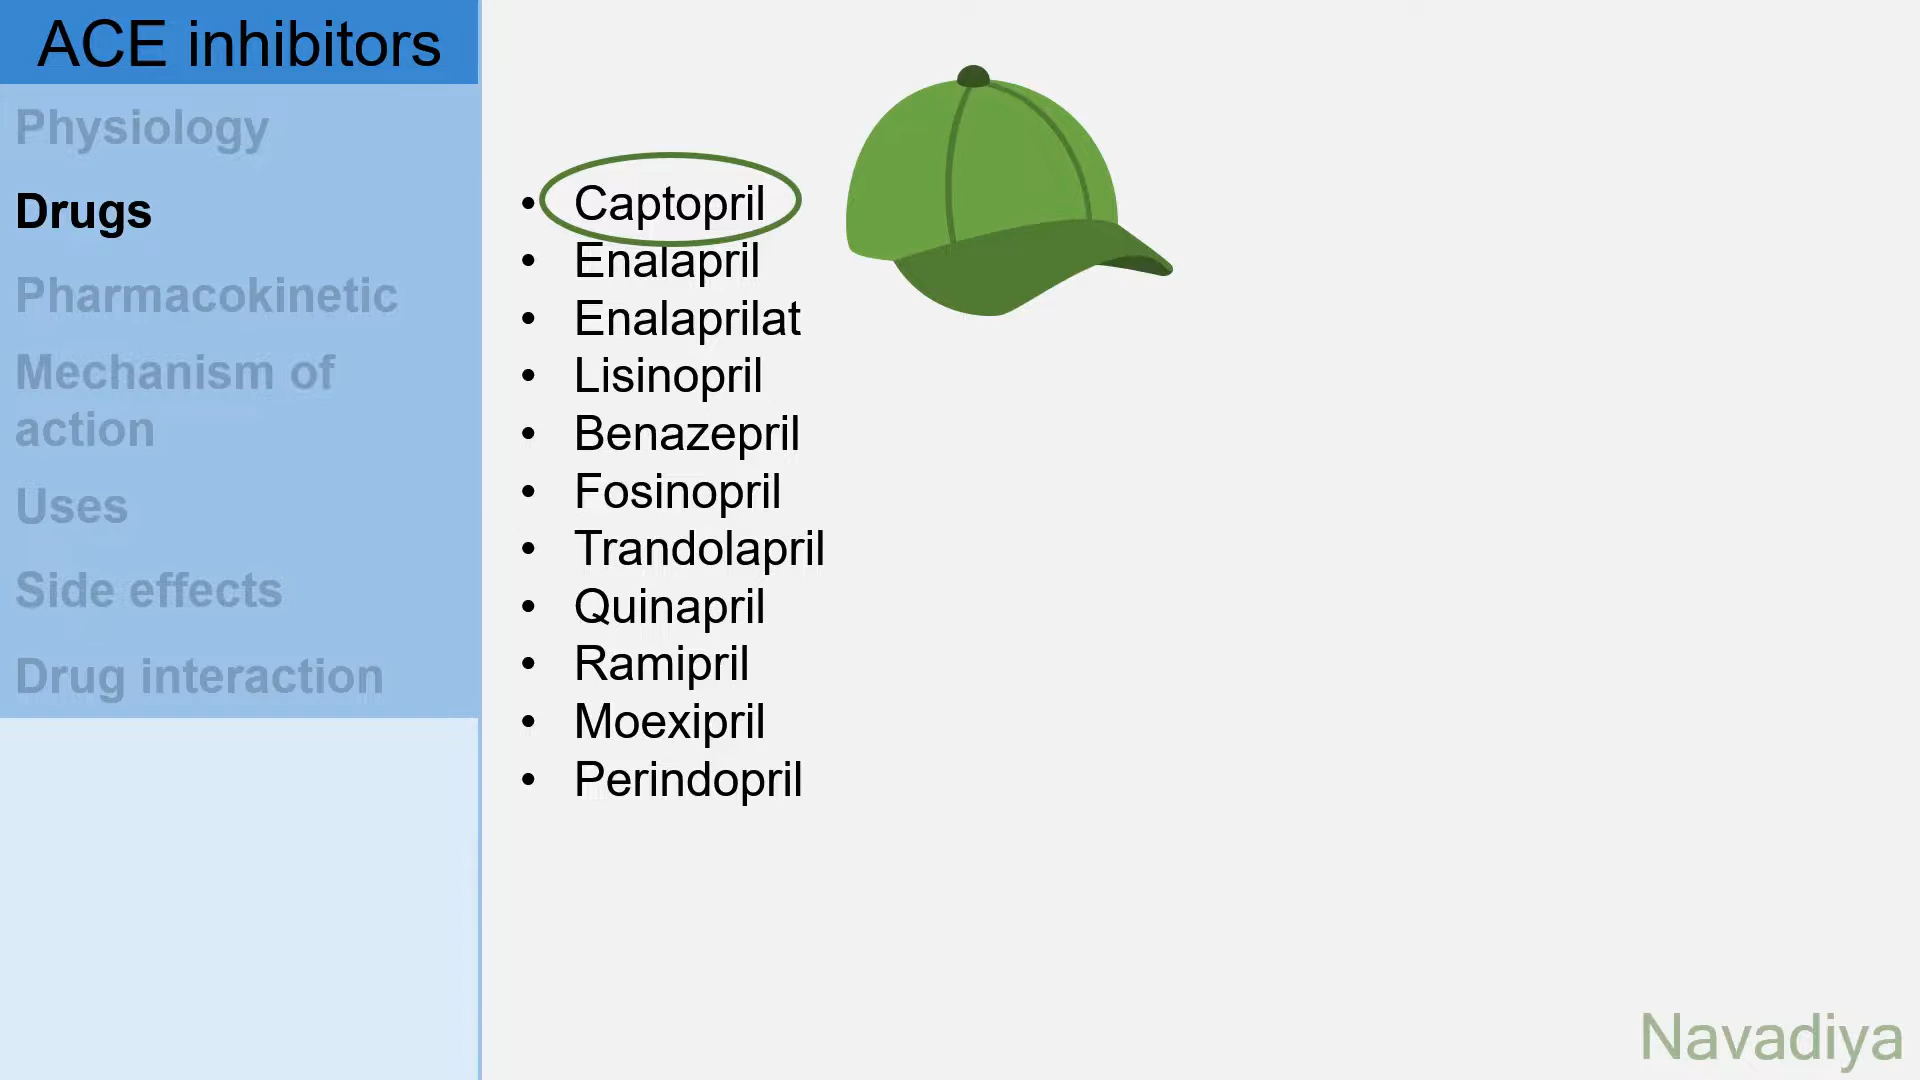 ACE inhibitors
Physiology
Drugs
Pharmacokinetic
Mechanism of
action
Uses
Side effects
Drug interaction
• Captopril
• Enalapril
• Enalaprilat
• Lisinopril
• Benazepril
• Fosinopril
• Trandolapril
• Quinapril
• Ramipril
• Moexipril
• Perindopril
Navadiya